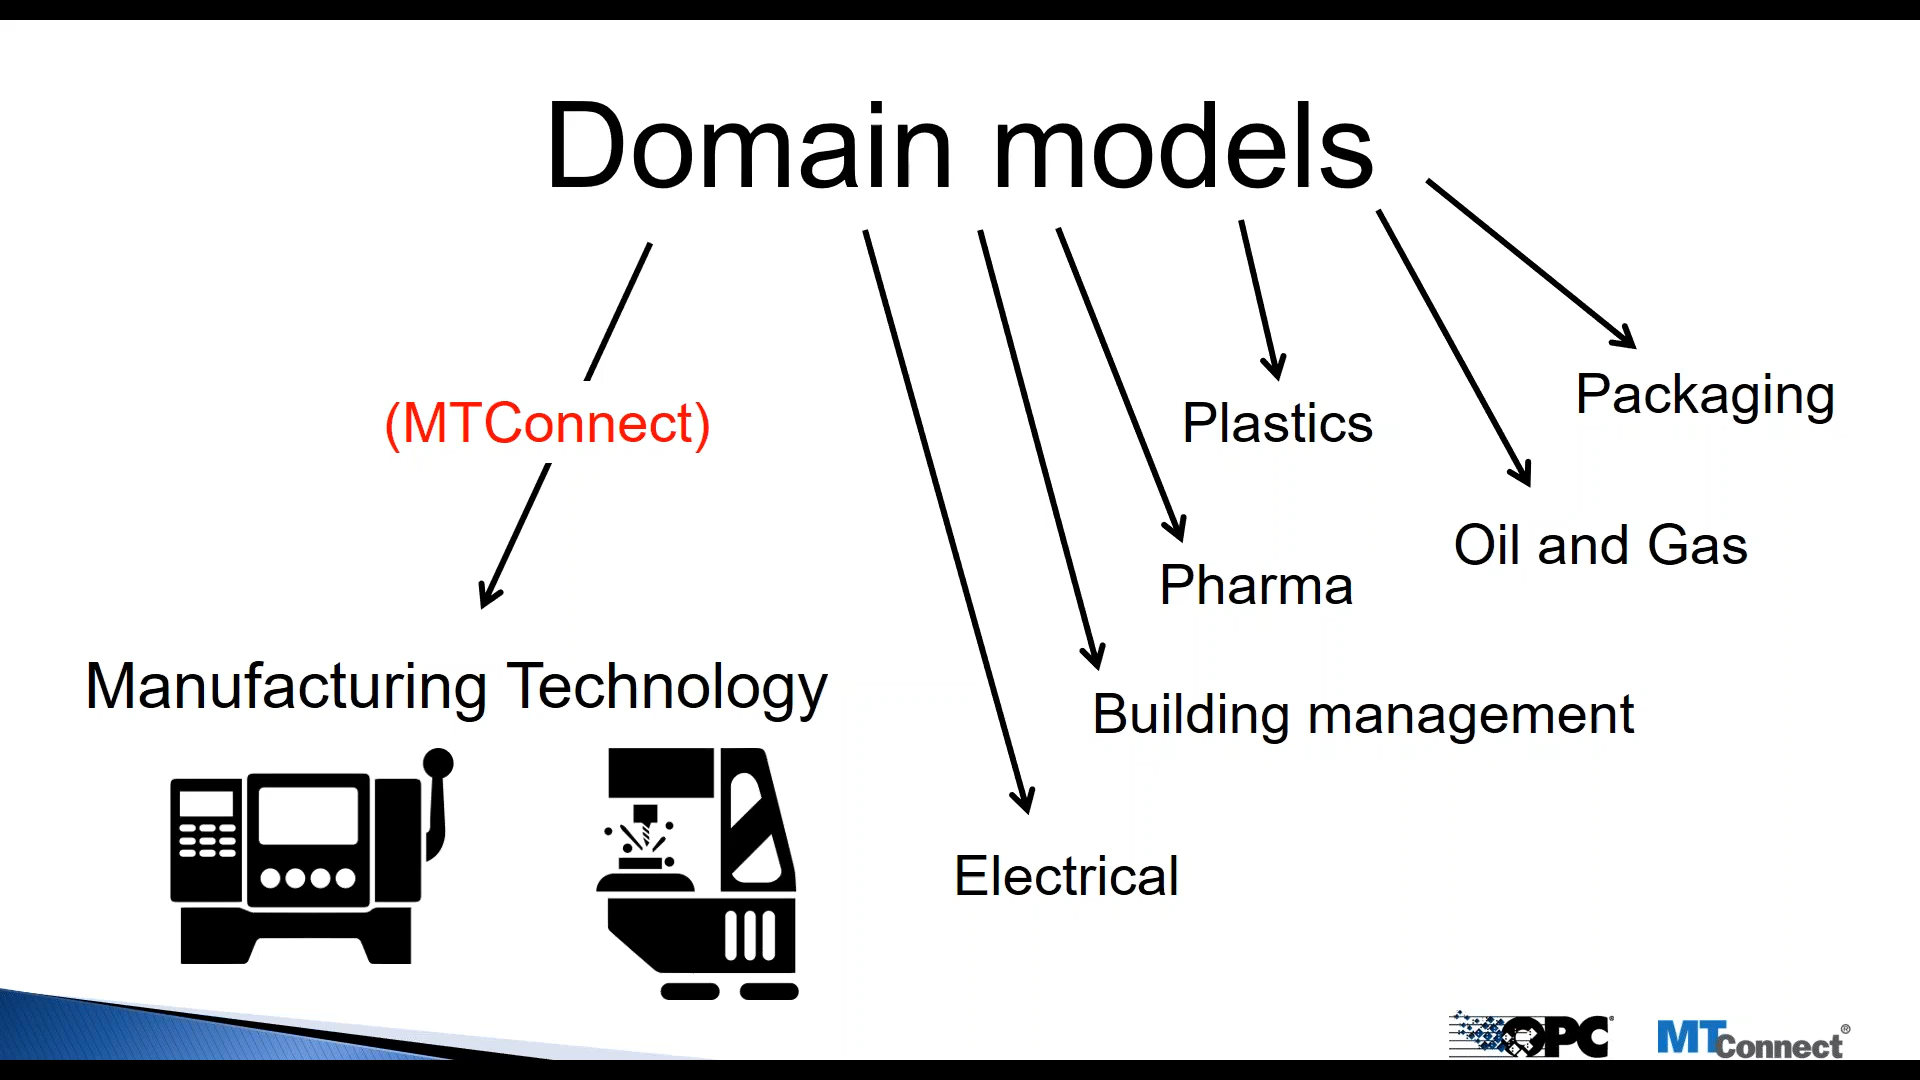 Domain models
(MTConnect)
Plastics
Packaging
Oil and Gas
Pharma
Manufacturing Technology
Building management
Electrical
OPC
MTConnect®